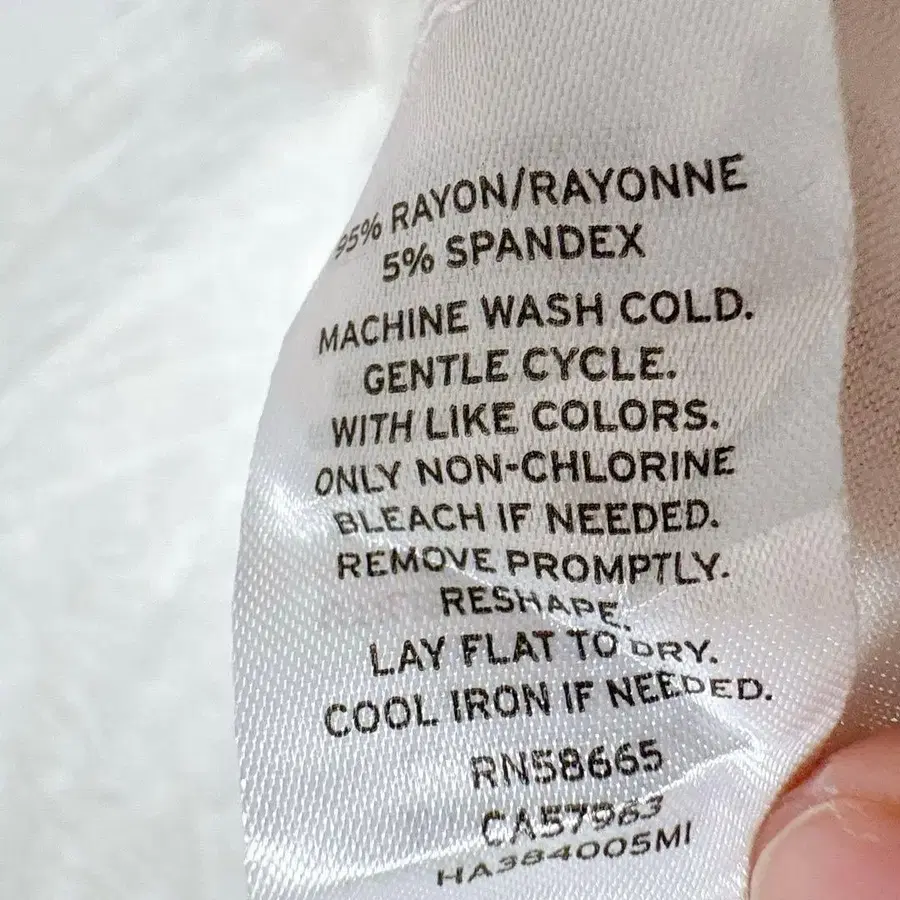 95% RAYON/RAYONNE
5% SPANDEX
MACHINE WASH COLD.
GENTLE CYCLE.
WITH LIKE COLORS.
ONLY NON-CHLORINE
BLEACH IF NEEDED.
REMOVE PROMPTLY.
RESHAPE.
LAY FLAT TO DRY.
COOL IRON IF NEEDED.
RN58665
CA57963
HA384005MI